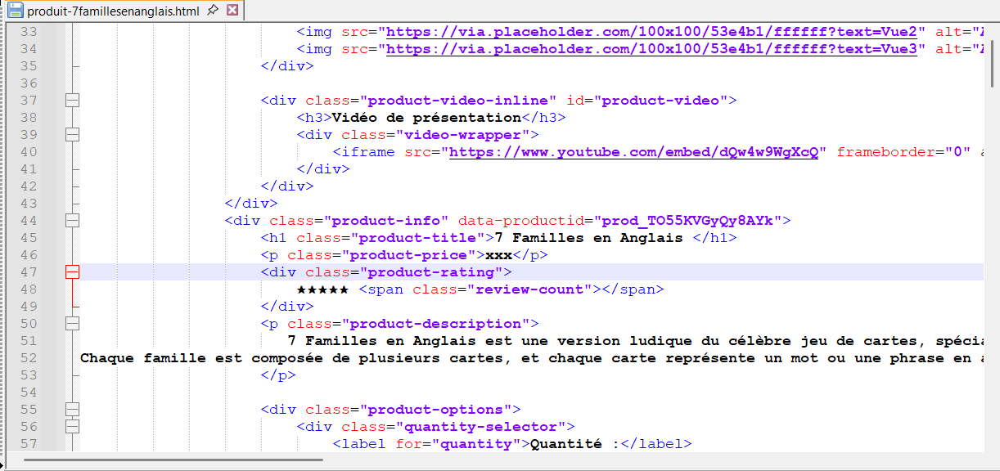 produit-7famillesenanglais.html
33 <img src="https://via.placeholder.com/100x100/53e4b1/ffffff?text=Vue2" alt="
34 <img src="https://via.placeholder.com/100x100/53e4b1/ffffff?text=Vue3" alt="
35 </div>
36
37 <div class="product-video-inline" id="product-video">
38 <h3>Vidéo de présentation</h3>
39 <div class="video-wrapper">
40 <iframe src="https://www.youtube.com/embed/dQw4w9WgXcQ" frameborder="0" a
41 </div>
42 </div>
43 </div>
44 <div class="product-info" data-productid="prod_TO55KVGyQy8AYk">
45 <h1 class="product-title">7 Familles en Anglais </h1>
46 <p class="product-price">xxx</p>
47 <div class="product-rating">
48 ★★★★★ <span class="review-count"></span>
49 </div>
50 <p class="product-description">
51 7 Familles en Anglais est une version ludique du célèbre jeu de cartes, spécia
52 Chaque famille est composée de plusieurs cartes, et chaque carte représente un mot ou une phrase en a
53 </p>
54
55 <div class="product-options">
56 <div class="quantity-selector">
57 <label for="quantity">Quantité :</label>